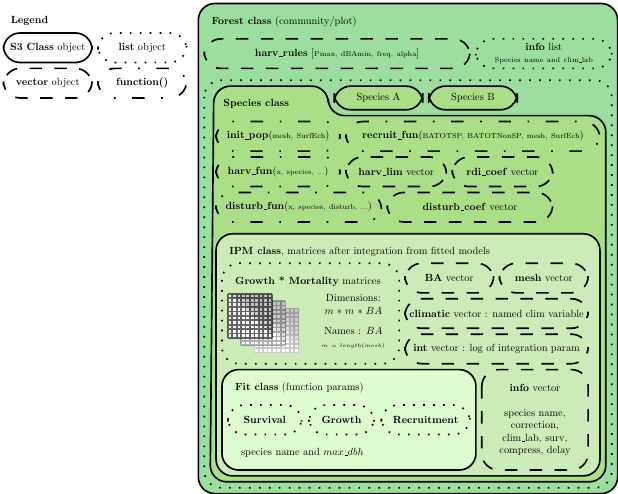 Legend
S3 Class object
list object
vector object
function()
Forest class (community/plot)
harv_rules [Pmax, dBAmin, freq, alpha]
info list
Species name and clim_lab
Species class
Species A
Species B
init_pop(mesh, SurfEch)
recruit_fun(BATOTSP, BATOTNonSP, mesh, SurfEch)
harv_fun(x, species, ...)
harv_lim vector
rdi_coef vector
disturb_fun(x, species, disturb, ...)
disturb_coef vector
IPM class, matrices after integration from fitted models
Growth * Mortality matrices
Dimensions:
m * m * BA
Names : BA
m = length(mesh)
BA vector
mesh vector
climatic vector : named clim variable
int vector : log of integration param
Fit class (function params)
Survival
Growth
Recruitment
species name and max_dbh
info vector
species name,
correction,
clim_lab, surv,
compress, delay